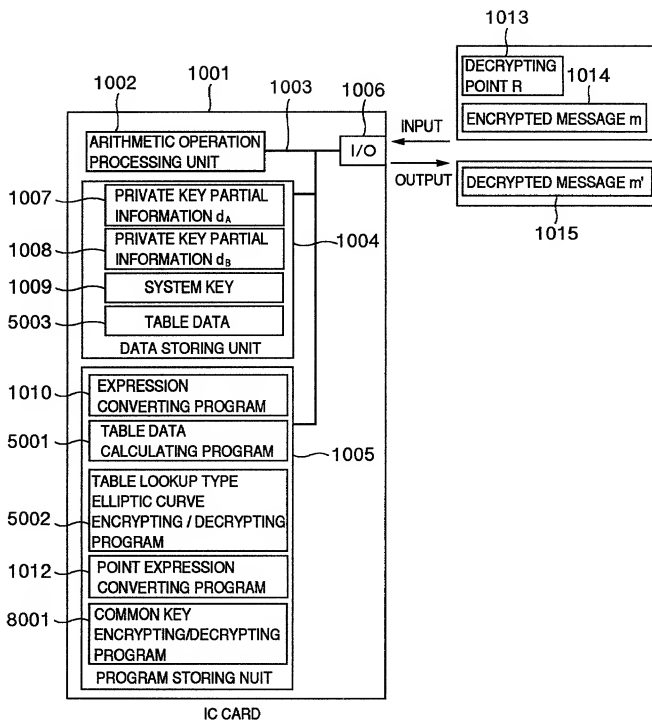 1013
1002
1001
1003
1006
DECRYPTING
POINT R
1014
ENCRYPTED MESSAGE m
INPUT
OUTPUT
DECRYPTED MESSAGE m'
1015
ARITHMETIC OPERATION
PROCESSING UNIT
I/O
1007
PRIVATE KEY PARTIAL
INFORMATION dA
1004
1008
PRIVATE KEY PARTIAL
INFORMATION dB
1009
SYSTEM KEY
5003
TABLE DATA
DATA STORING UNIT
1010
EXPRESSION
CONVERTING PROGRAM
5001
TABLE DATA
CALCULATING PROGRAM
1005
5002
TABLE LOOKUP TYPE
ELLIPTIC CURVE
ENCRYPTING / DECRYPTING
PROGRAM
1012
POINT EXPRESSION
CONVERTING PROGRAM
8001
COMMON KEY
ENCRYPTING/DECRYPTING
PROGRAM
PROGRAM STORING NUIT
IC CARD